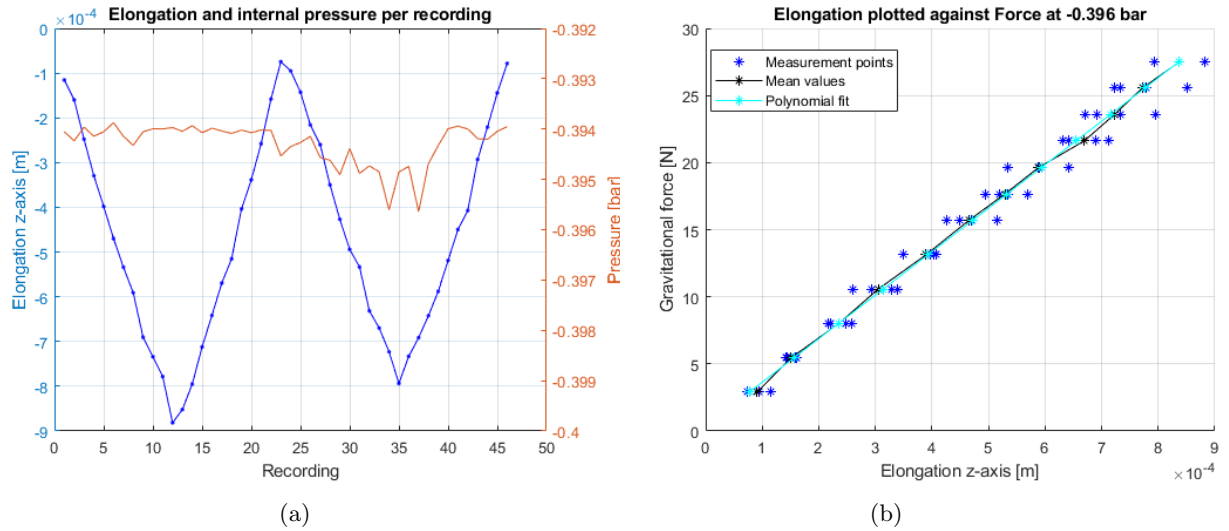 Elongation and internal pressure per recording
×10⁻⁴
0
-1
-2
-3
-4
-5
-6
-7
-8
-9
Elongation z-axis [m]
0 5 10 15 20 25 30 35 40 45 50
Recording
-0.392
-0.393
-0.394
-0.395
-0.396
-0.397
-0.398
-0.399
-0.4
Pressure [bar]
(a)
Elongation plotted against Force at -0.396 bar
30
25
20
15
10
5
0
Gravitational force [N]
Measurement points
Mean values
Polynomial fit
0 1 2 3 4 5 6 7 8 9
Elongation z-axis [m]
×10⁻⁴
(b)